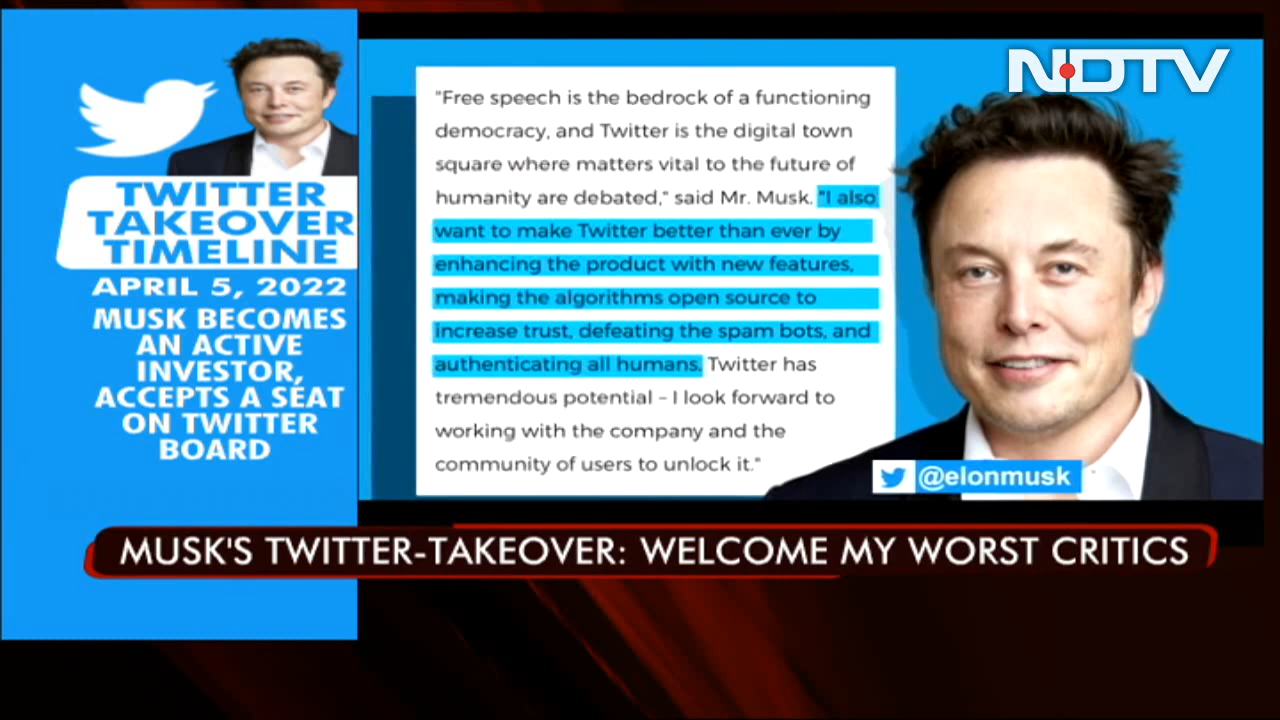 TWITTER
TAKEOVER
TIMELINE
APRIL 5, 2022
MUSK BECOMES
AN ACTIVE
INVESTOR,
ACCEPTS A SEAT
ON TWITTER
BOARD
NDTV
"Free speech is the bedrock of a functioning
democracy, and Twitter is the digital town
square where matters vital to the future of
humanity are debated," said Mr. Musk. "I also
want to make Twitter better than ever by
enhancing the product with new features,
making the algorithms open source to
increase trust, defeating the spam bots, and
authenticating all humans. Twitter has
tremendous potential – I look forward to
working with the company and the
community of users to unlock it."
@elonmusk
MUSK'S TWITTER-TAKEOVER: WELCOME MY WORST CRITICS